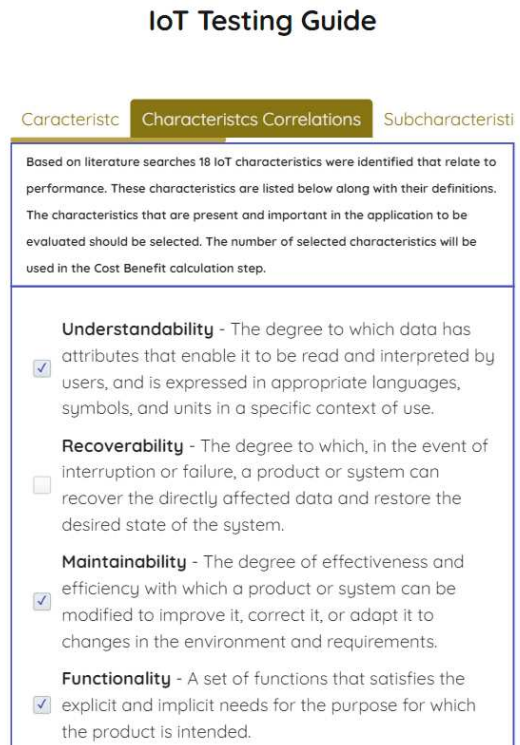 IoT Testing Guide
Caracteristc Characteristcs Correlations Subcharacteristi
Based on literature searches 18 IoT characteristics were identified that relate to
performance. These characteristics are listed below along with their definitions.
The characteristics that are present and important in the application to be
evaluated should be selected. The number of selected characteristics will be
used in the Cost Benefit calculation step.
Understandability - The degree to which data has
attributes that enable it to be read and interpreted by
users, and is expressed in appropriate languages,
symbols, and units in a specific context of use.
Recoverability - The degree to which, in the event of
interruption or failure, a product or system can
recover the directly affected data and restore the
desired state of the system.
Maintainability - The degree of effectiveness and
efficiency with which a product or system can be
modified to improve it, correct it, or adapt it to
changes in the environment and requirements.
Functionality - A set of functions that satisfies the
explicit and implicit needs for the purpose for which
the product is intended.